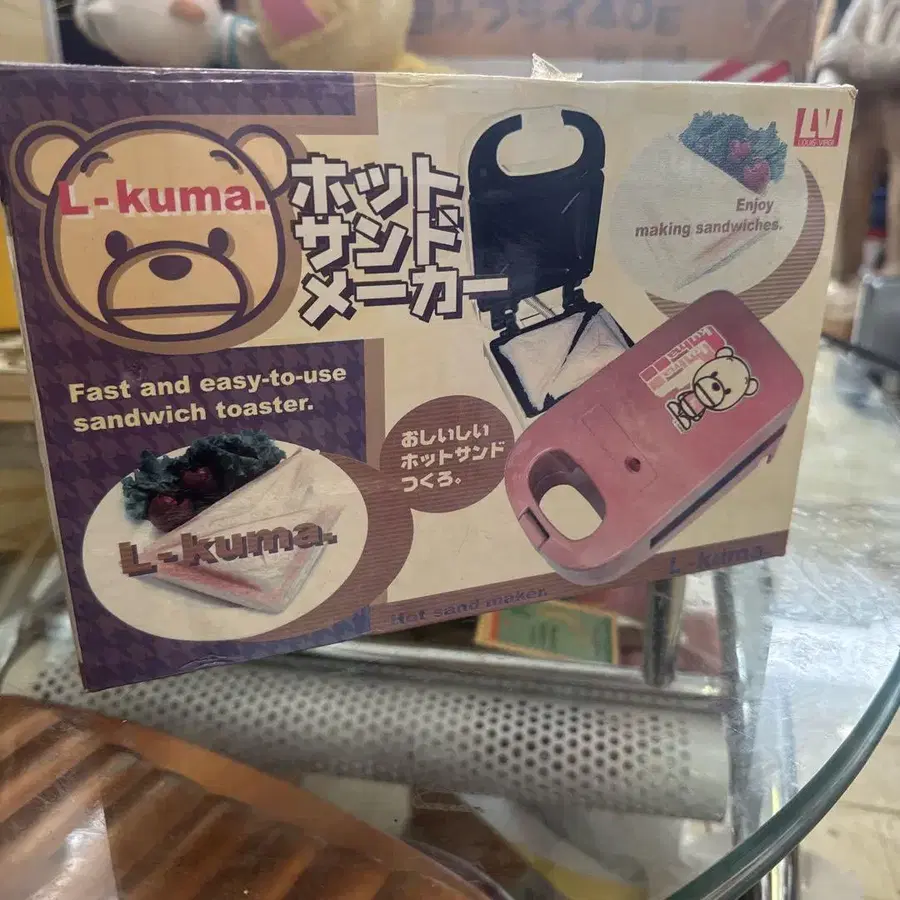 L-kuma.
ホット
サンド
メーカー
LV
LOUIS VIRGI
Enjoy
making sandwiches.
Fast and easy-to-use
sandwich toaster.
おしいしい
ホットサンド
つくろ。
L-kuma.
L-kuma.
Hot sand maker.